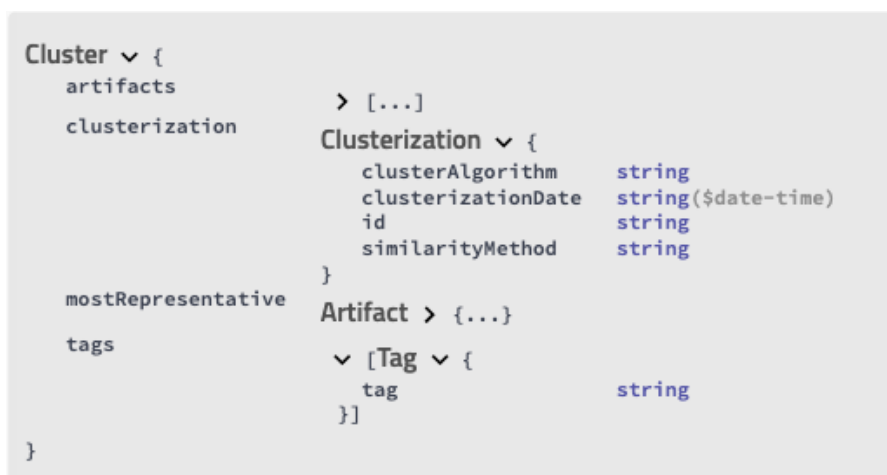 Cluster {
artifacts
> [...]
clusterization
Clusterization {
clusterAlgorithm string
clusterizationDate string($date-time)
id string
similarityMethod string
}
mostRepresentative
Artifact > {...}
tags
[Tag {
tag string
}]
}